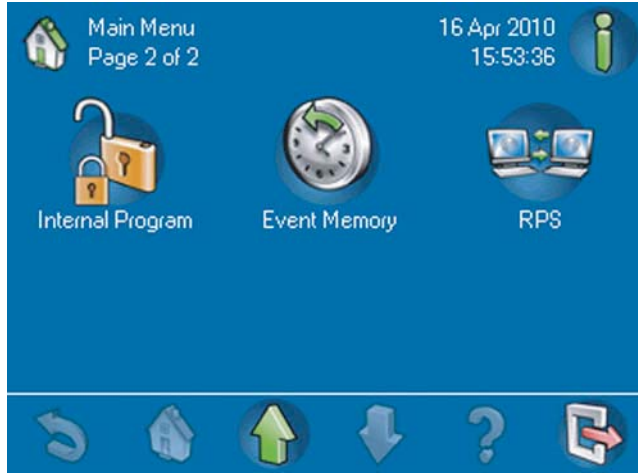 Main Menu
Page 2 of 2
16 Apr 2010
15:53:36
Internal Program
Event Memory
RPS